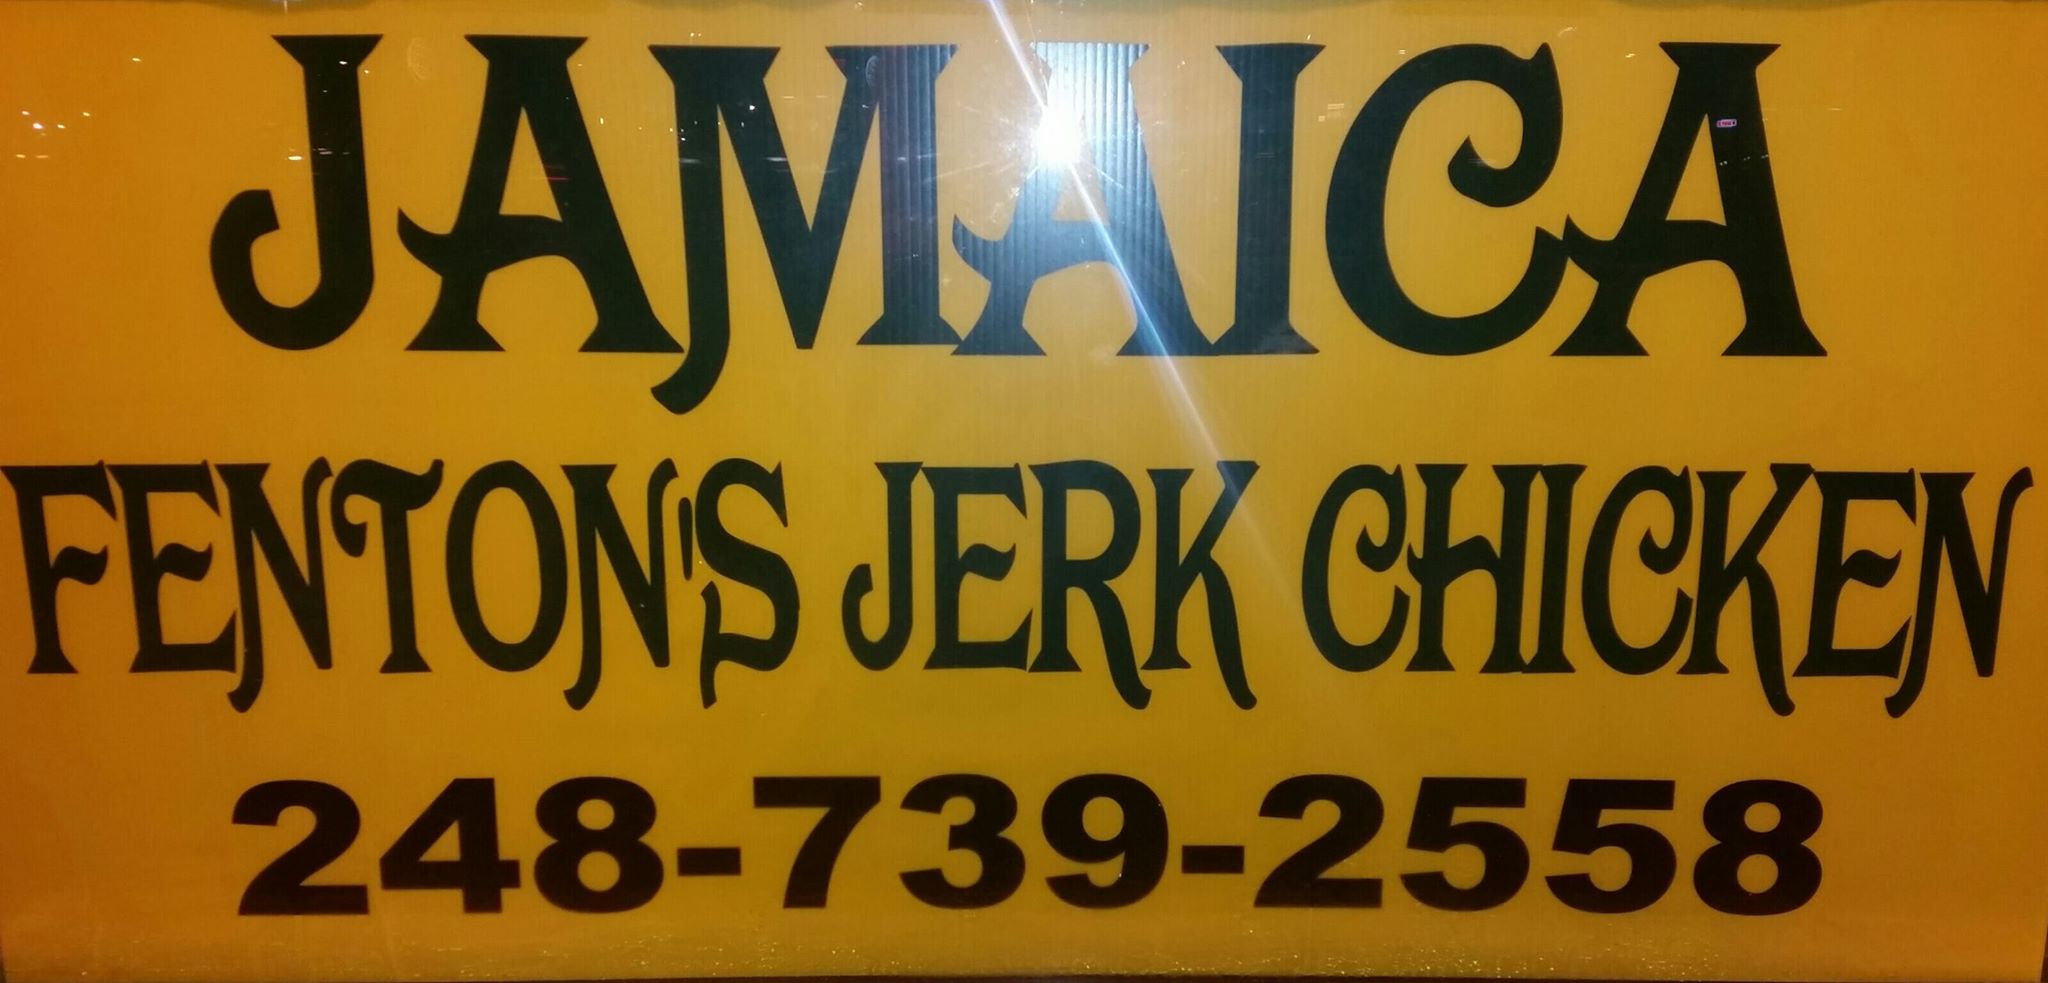 JAMAICA
FENTON'S JERK CHICKEN
248-739-2558